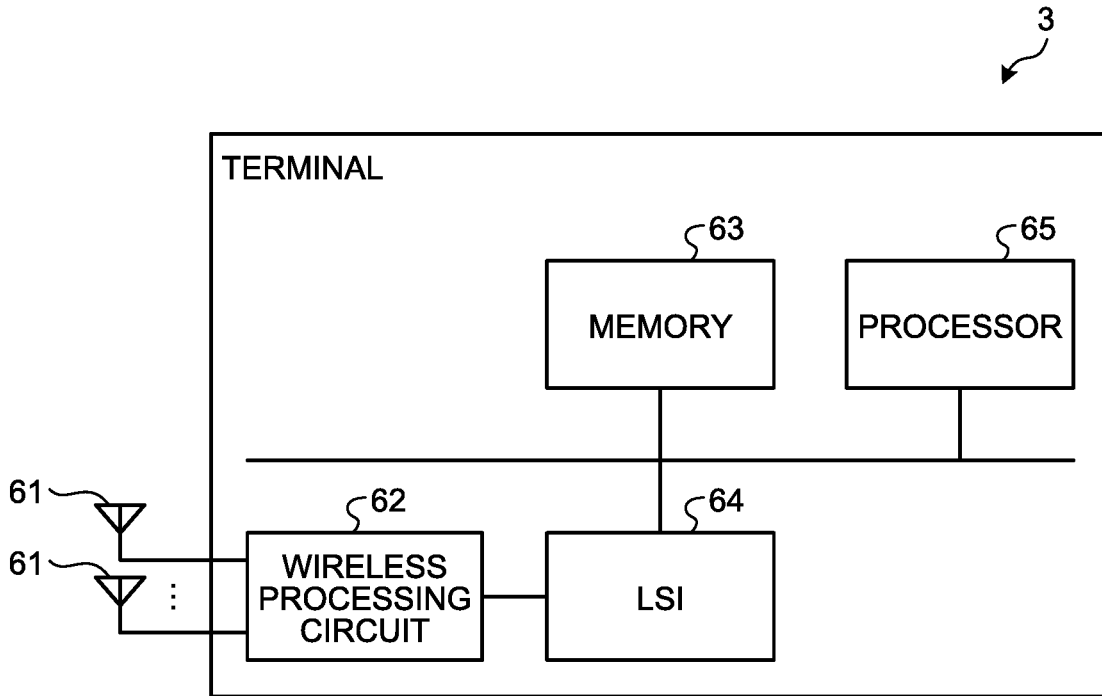 3
TERMINAL
63
65
MEMORY
PROCESSOR
61
62
64
61
WIRELESS
PROCESSING
CIRCUIT
LSI
⋮